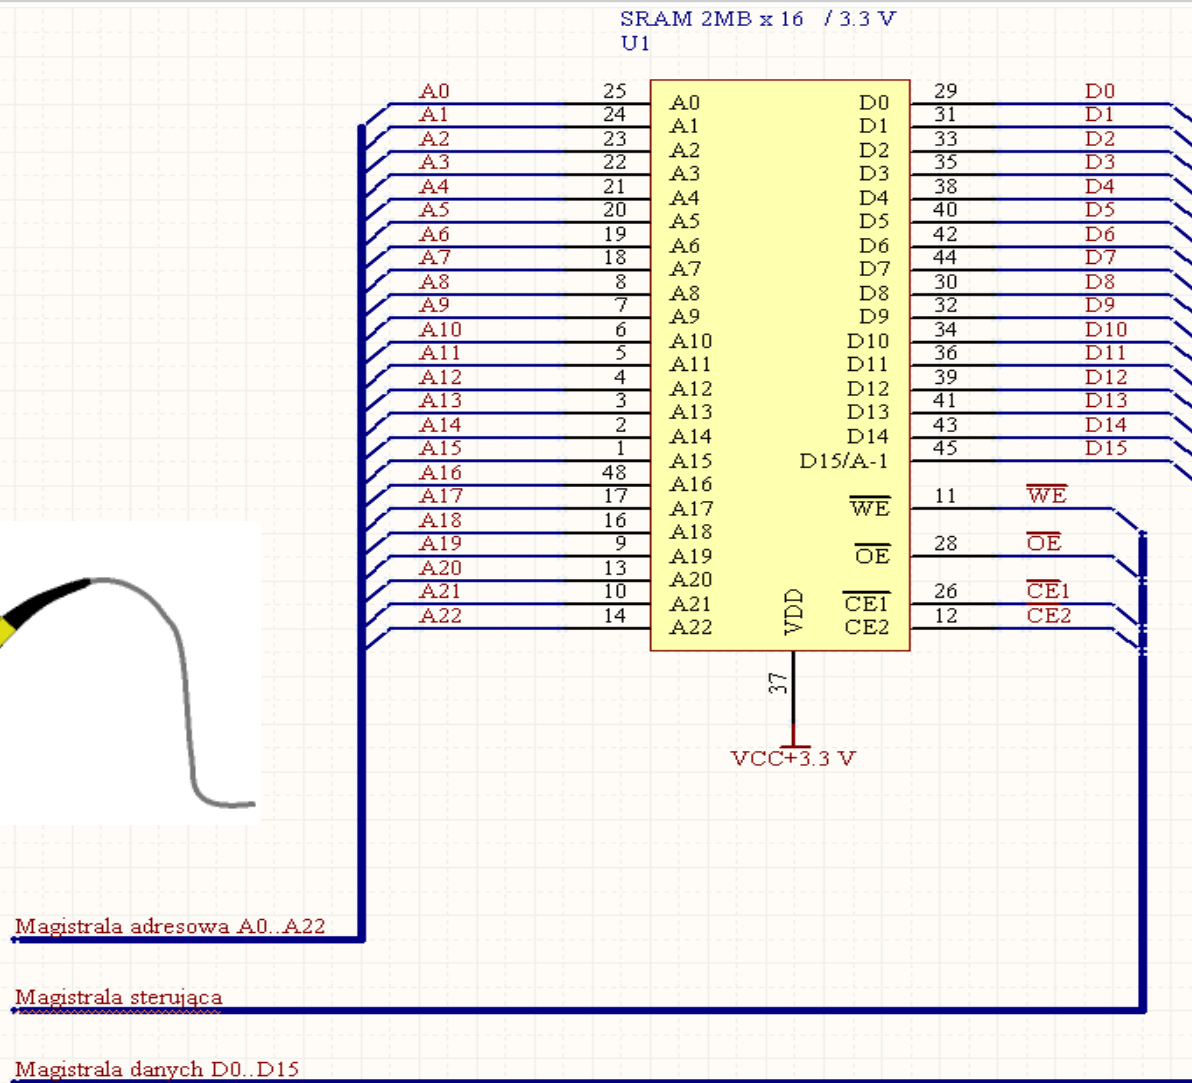 SRAM 2MB x 16 / 3.3 V
U1
A0 25 A0 D0 29 D0
A1 24 A1 D1 31 D1
A2 23 A2 D2 33 D2
A3 22 A3 D3 35 D3
A4 21 A4 D4 38 D4
A5 20 A5 D5 40 D5
A6 19 A6 D6 42 D6
A7 18 A7 D7 44 D7
A8 8 A8 D8 30 D8
A9 7 A9 D9 32 D9
A10 6 A10 D10 34 D10
A11 5 A11 D11 36 D11
A12 4 A12 D12 39 D12
A13 3 A13 D13 41 D13
A14 2 A14 D14 43 D14
A15 1 A15 D15/A-1 45 D15
A16 48 A16
A17 17 A17 WE 11 WE
A18 16 A18
A19 9 A19 OE 28 OE
A20 13 A20
A21 10 A21 CE1 26 CE1
A22 14 A22 CE2 12 CE2
VDD
37
VCC+3.3 V
Magistrala adresowa A0..A22
Magistrala sterująca
Magistrala danych D0..D15